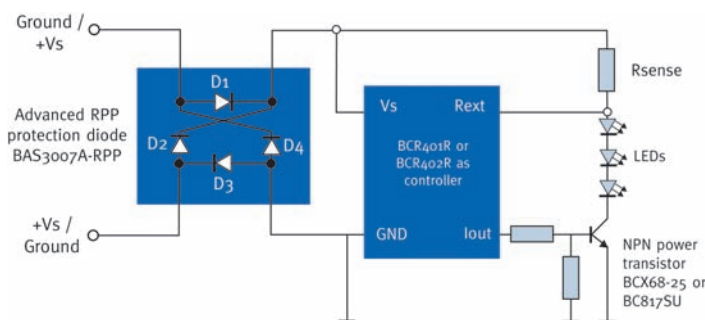 Ground /
+Vs
Advanced RPP
protection diode
BAS3007A-RPP
+Vs /
Ground
D1
D2
D4
D3
Vs
Rext
BCR401R or
BCR402R as
controller
GND
Iout
Rsense
LEDs
NPN power
transistor
BCX68-25 or
BC817SU